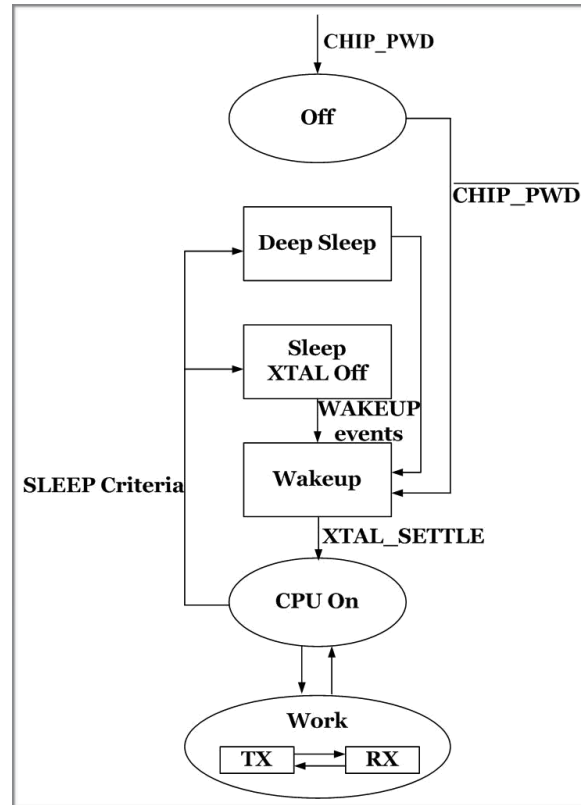 CHIP_PWD
Off
CHIP_PWD
Deep Sleep
Sleep
XTAL Off
WAKEUP
events
Wakeup
SLEEP Criteria
XTAL_SETTLE
CPU On
Work
TX
RX